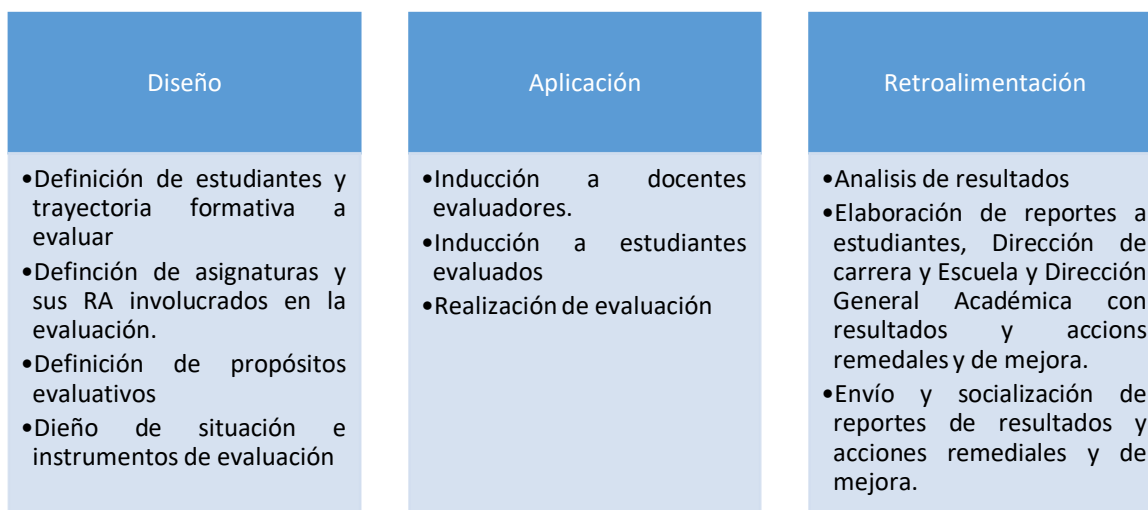 Diseño
•Definición de estudiantes y
trayectoria formativa a
evaluar
•Definción de asignaturas y
sus RA involucrados en la
evaluación.
•Definición de propósitos
evaluativos
•Dieño de situación e
instrumentos de evaluación
Aplicación
•Inducción a docentes
evaluadores.
•Inducción a estudiantes
evaluados
•Realización de evaluación
Retroalimentación
•Analisis de resultados
•Elaboración de reportes a
estudiantes, Dirección de
carrera y Escuela y Dirección
General Académica con
resultados y accions
remedales y de mejora.
•Envío y socialización de
reportes de resultados y
acciones remediales y de
mejora.